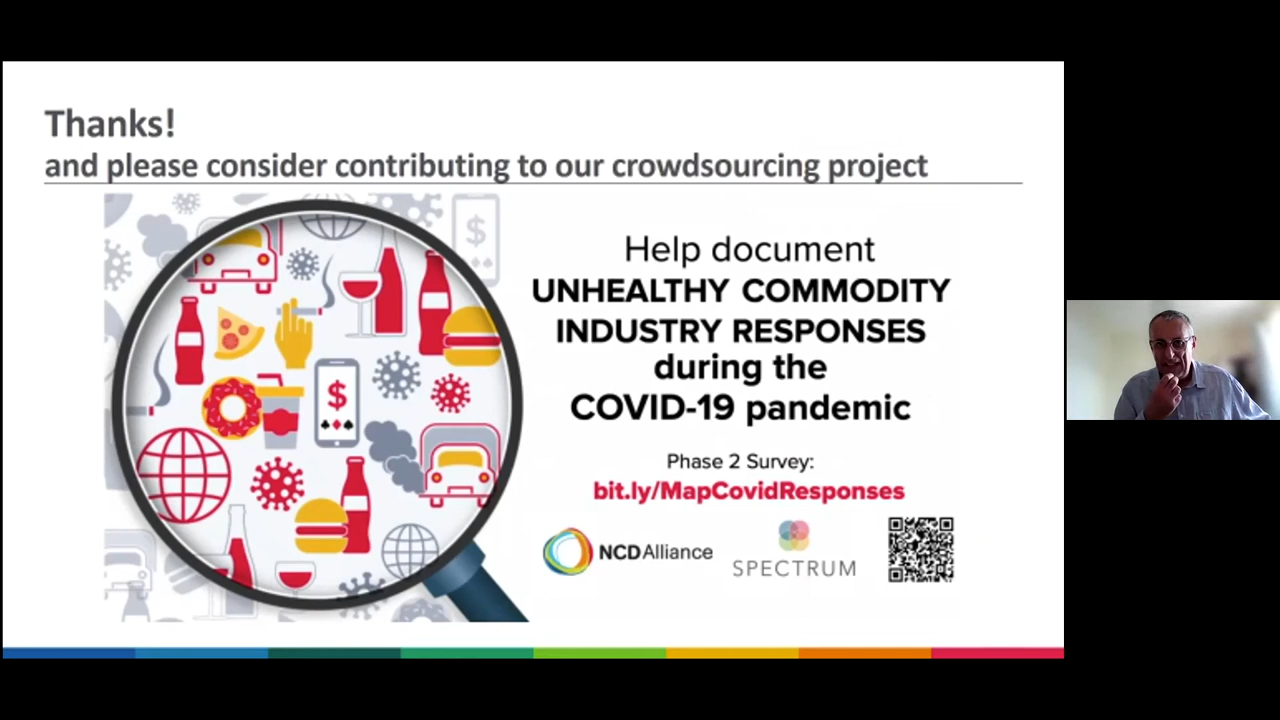 Thanks!
and please consider contributing to our crowdsourcing project
$
$
Help document
UNHEALTHY COMMODITY
INDUSTRY RESPONSES
during the
COVID-19 pandemic
Phase 2 Survey:
bit.ly/MapCovidResponses
NCDAlliance
SPECTRUM